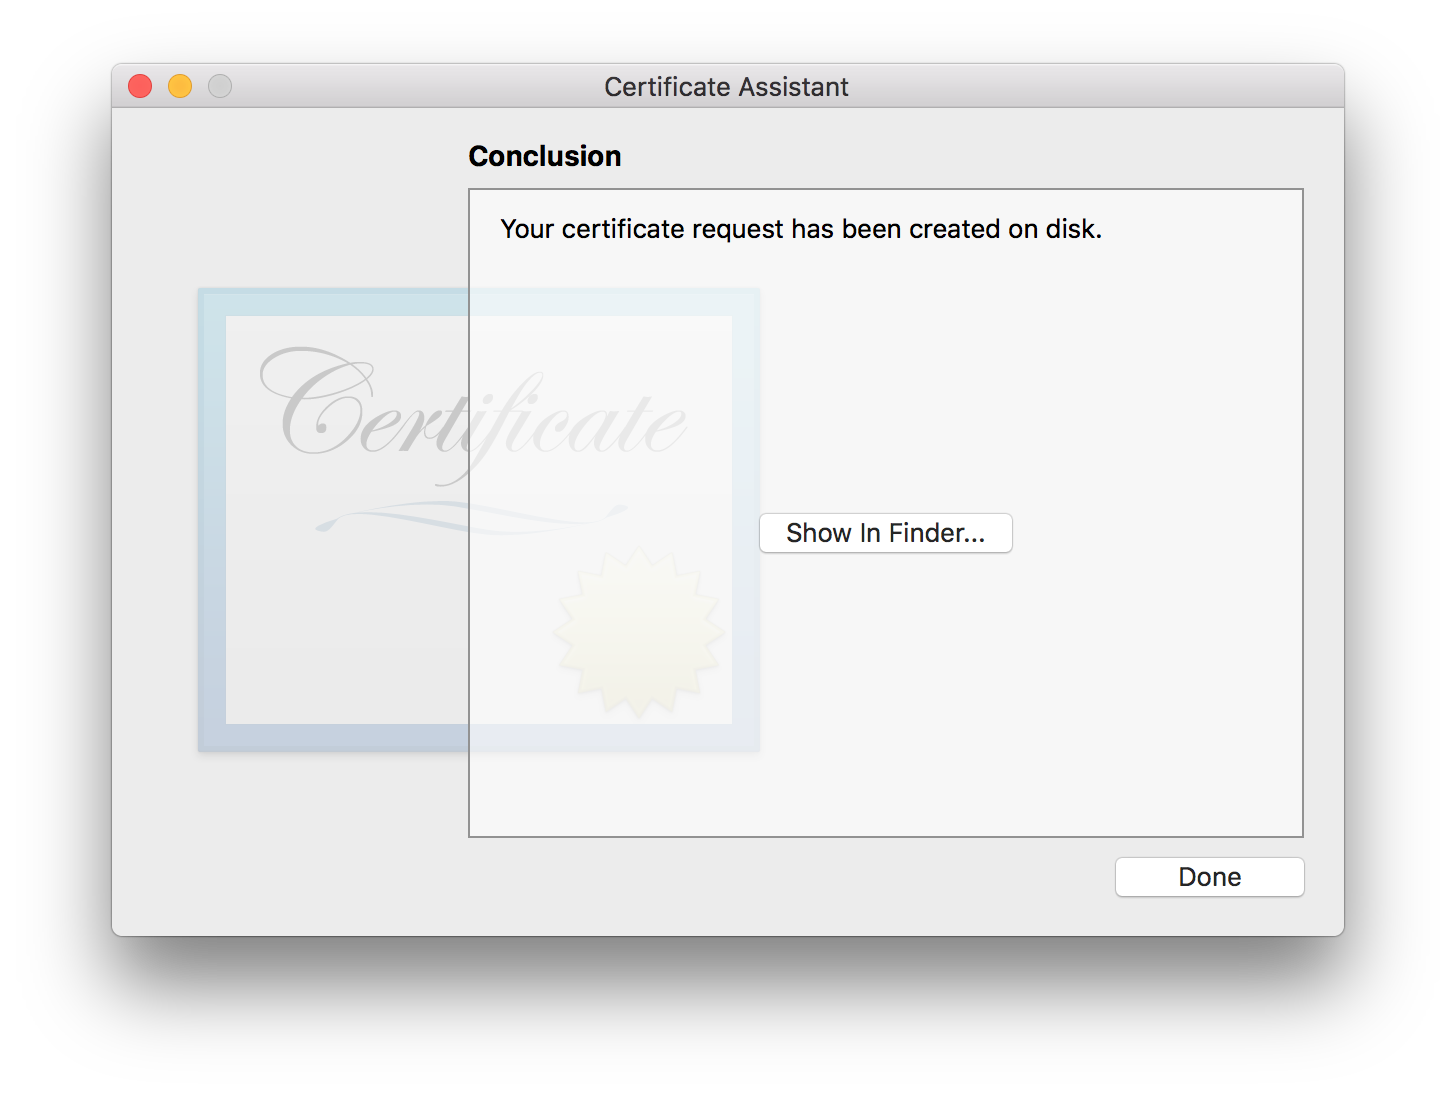 Certificate Assistant
Conclusion
Your certificate request has been created on disk.
Certificate
Show In Finder...
Done